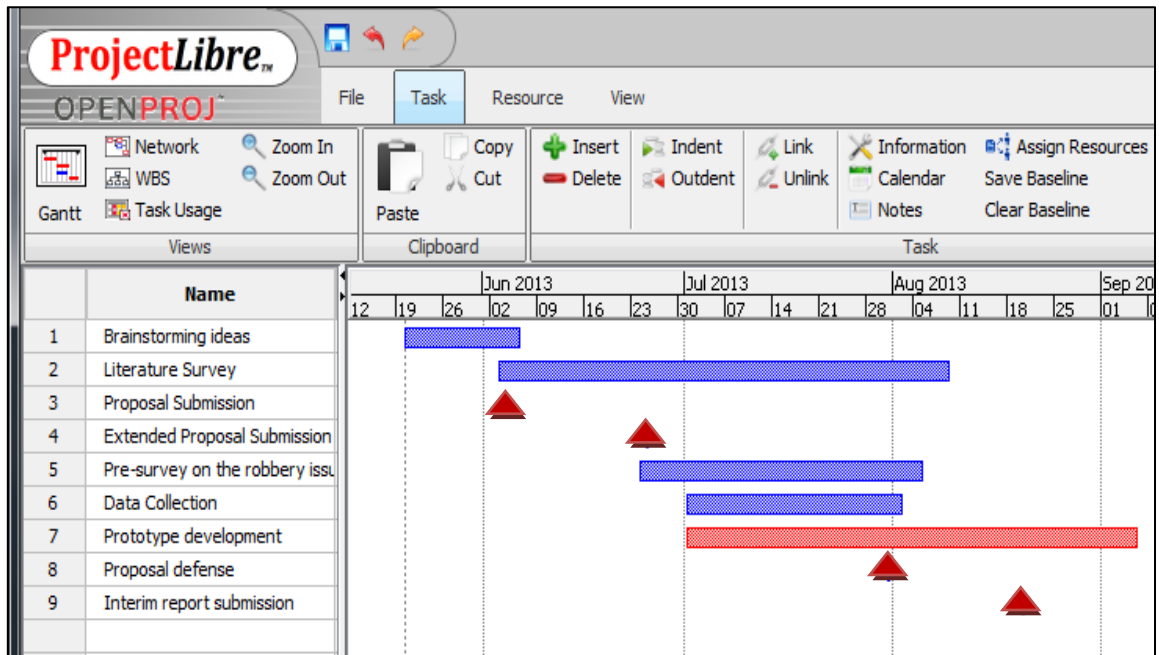 ProjectLibre™
OPENPROJ
File Task Resource View
Network Zoom In Copy Insert Indent Link Information Assign Resources
WBS Zoom Out Cut Delete Outdent Unlink Calendar Save Baseline
Gantt Task Usage Paste Notes Clear Baseline
Views Clipboard Task
Name
Jun 2013 Jul 2013 Aug 2013 Sep 20
12 19 26 02 09 16 23 30 07 14 21 28 04 11 18 25 01
1 Brainstorming ideas
2 Literature Survey
3 Proposal Submission
4 Extended Proposal Submission
5 Pre-survey on the robbery issu
6 Data Collection
7 Prototype development
8 Proposal defense
9 Interim report submission